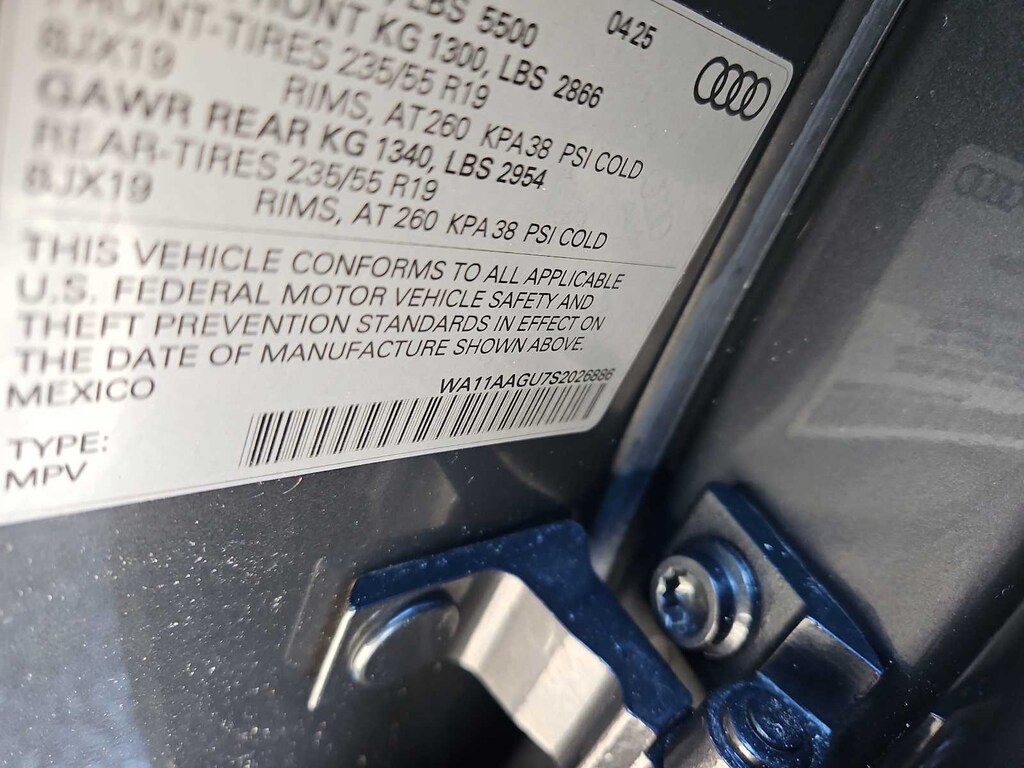 LBS 5500 0425
FRONT KG 1300, LBS 2866
FRONT-TIRES 235/55 R19
8JX19 RIMS, AT 260 KPA 38 PSI COLD
GAWR REAR KG 1340, LBS 2954
REAR-TIRES 235/55 R19
8JX19 RIMS, AT 260 KPA 38 PSI COLD
THIS VEHICLE CONFORMS TO ALL APPLICABLE
U.S. FEDERAL MOTOR VEHICLE SAFETY AND
THEFT PREVENTION STANDARDS IN EFFECT ON
THE DATE OF MANUFACTURE SHOWN ABOVE.
MEXICO WA11AAGU7S2026886
TYPE:
MPV